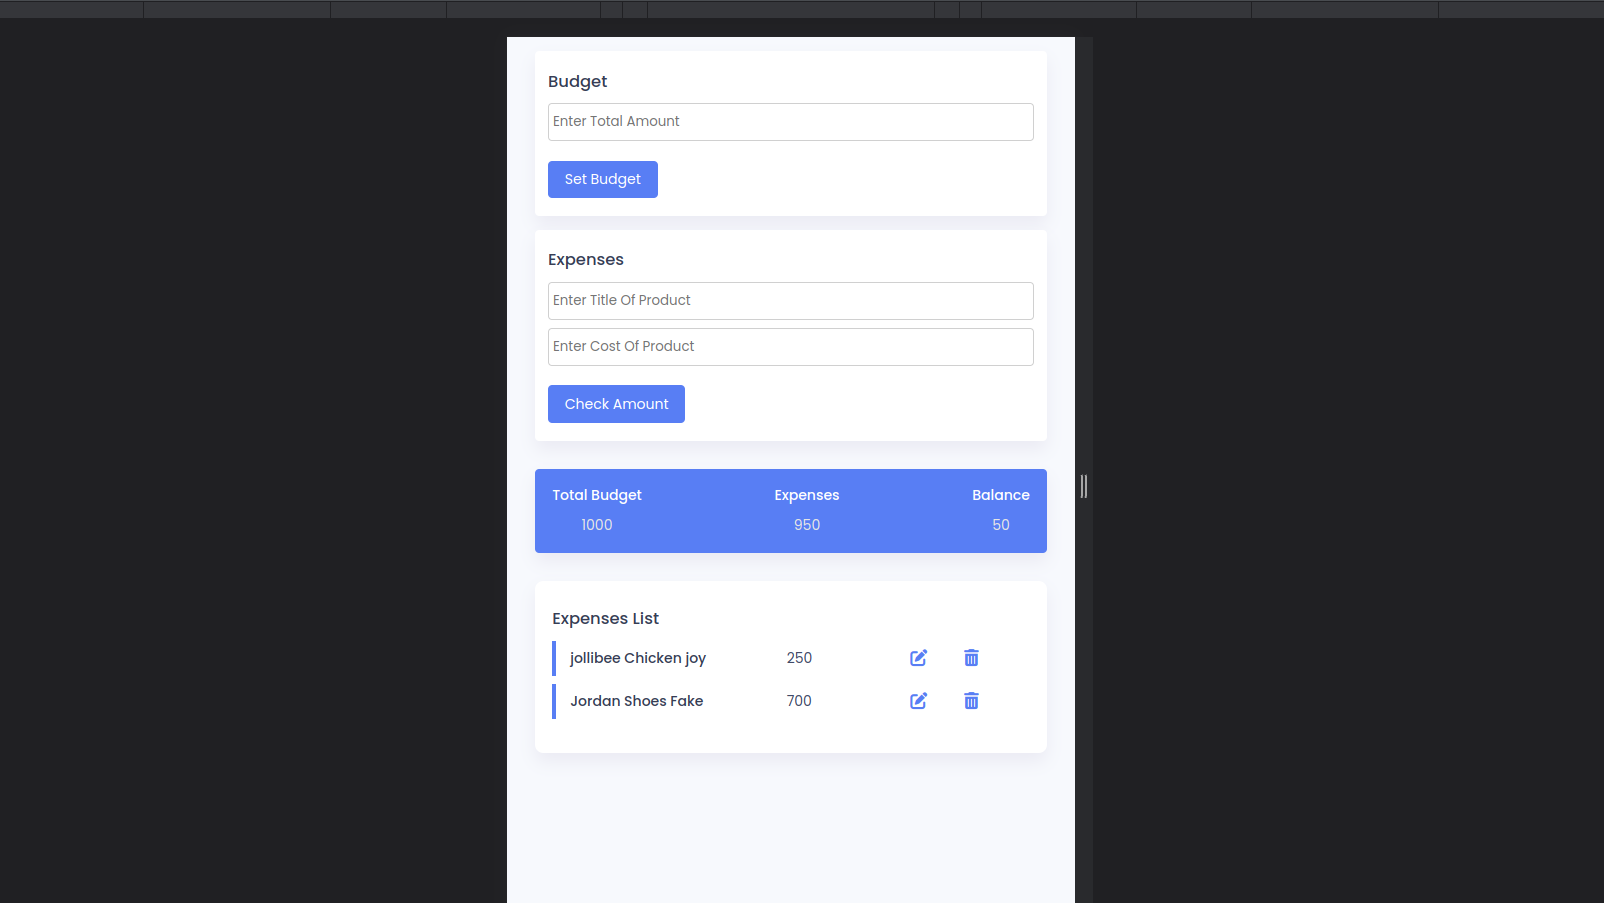 Budget
Enter Total Amount
Set Budget
Expenses
Enter Title Of Product
Enter Cost Of Product
Check Amount
Total Budget Expenses Balance
1000 950 50
Expenses List
jollibee Chicken joy 250
Jordan Shoes Fake 700